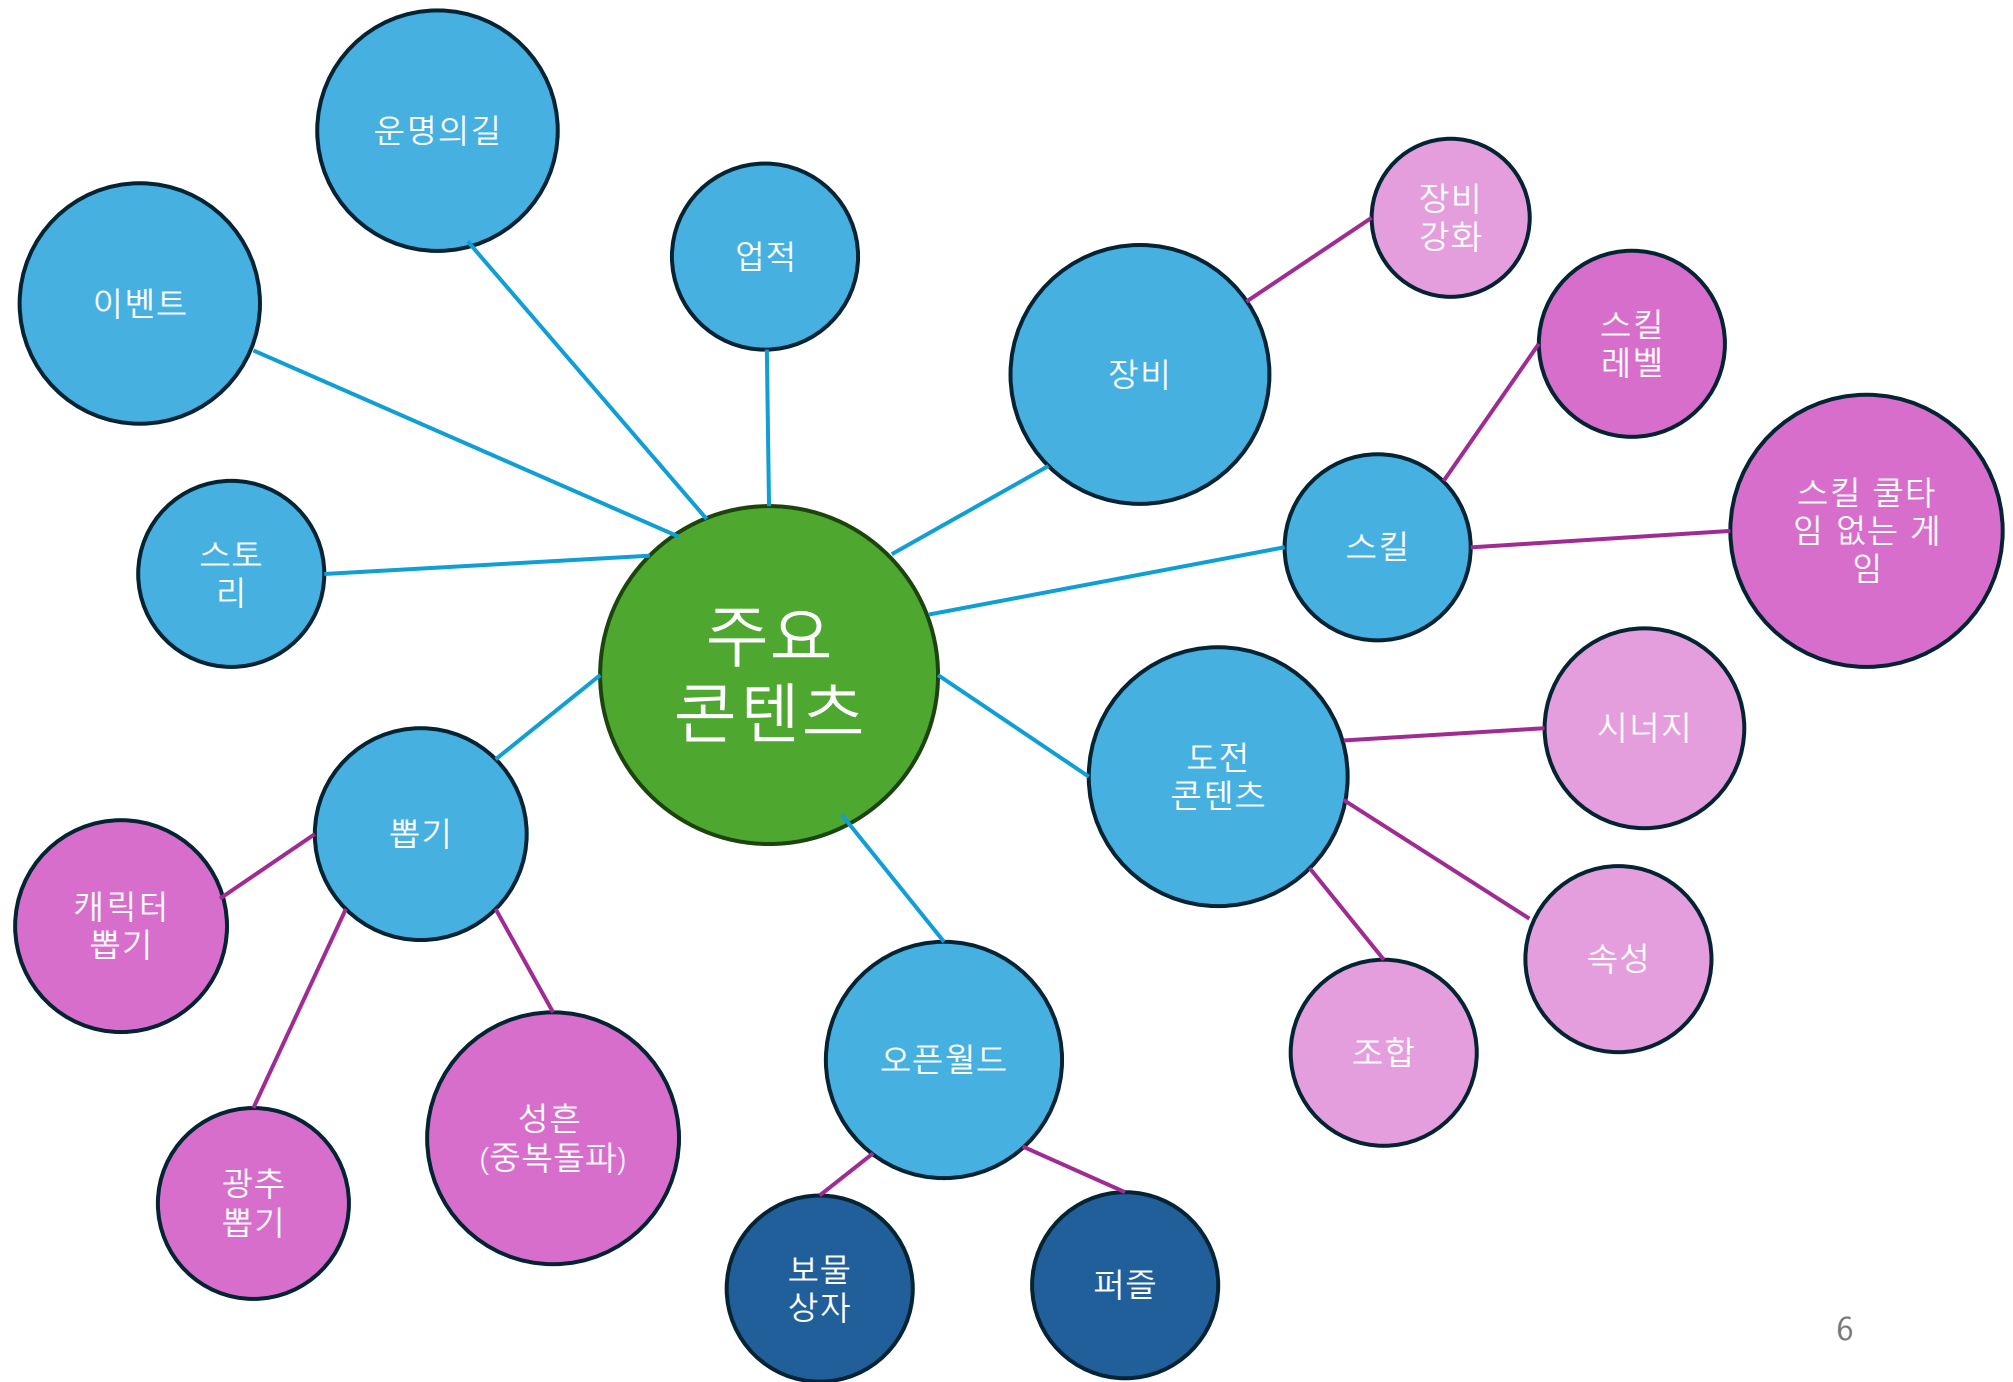 운명의길
이벤트
업적
장비
강화
장비
스킬
레벨
스킬 쿨타
임 없는 게
임
스킬
스토
리
주요
콘텐츠
시너지
도전
콘텐츠
뽑기
캐릭터
뽑기
속성
조합
오픈월드
성흔
(중복돌파)
광추
뽑기
보물
상자
퍼즐
6